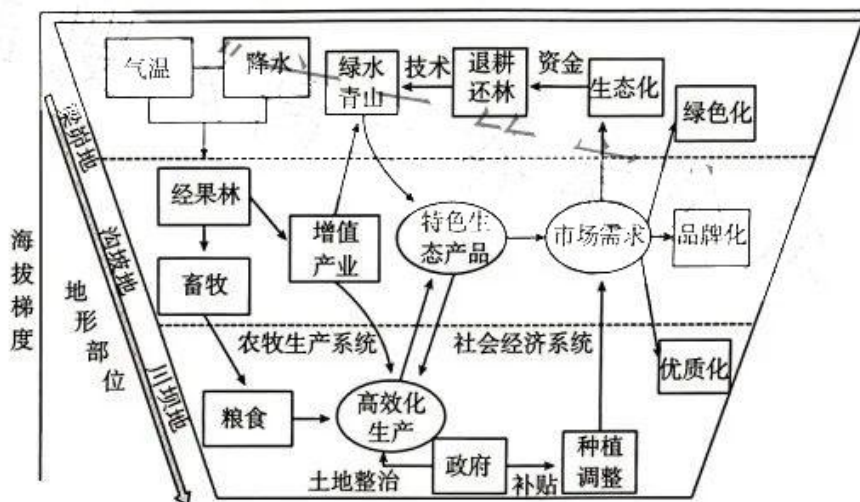 气温
降水
绿水
青山
技术
退耕
还林
资金
生态化
绿色化
梁峁地
经果林
增值
产业
特色生
态产品
市场需求
品牌化
海拔梯度
地形部位
沟坡地
畜牧
农牧生产系统
社会经济系统
优质化
川坝地
粮食
高效化
生产
土地整治
政府
补贴
种植
调整